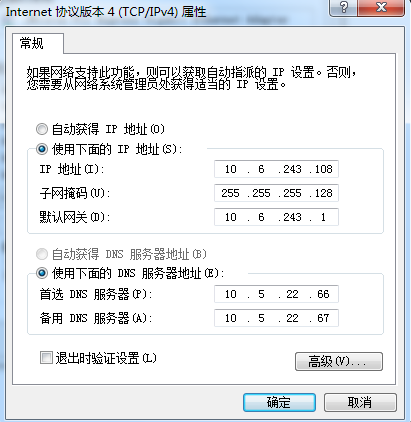 Internet 协议版本 4 (TCP/IPv4) 属性
常规
如果网络支持此功能，则可以获取自动指派的 IP 设置。否则，
您需要从网络系统管理员处获得适当的 IP 设置。
自动获得 IP 地址(O)
使用下面的 IP 地址(S):
IP 地址(I): 10 . 6 .243 .108
子网掩码(U): 255 .255 .255 .128
默认网关(D): 10 . 6 .243 . 1
自动获得 DNS 服务器地址(B)
使用下面的 DNS 服务器地址(E):
首选 DNS 服务器(P): 10 . 5 . 22 . 66
备用 DNS 服务器(A): 10 . 5 . 22 . 67
退出时验证设置(L)
高级(V)...
确定 取消